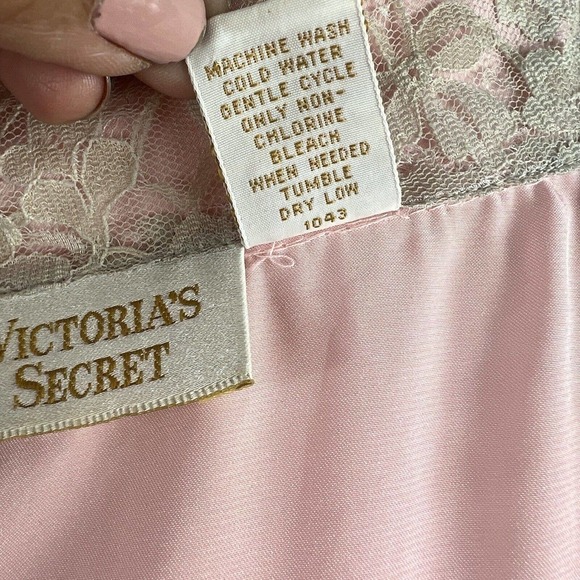 MACHINE WASH
COLD WATER
GENTLE CYCLE
ONLY NON-
CHLORINE
BLEACH
WHEN NEEDED
TUMBLE
DRY LOW
1043
VICTORIA'S
SECRET